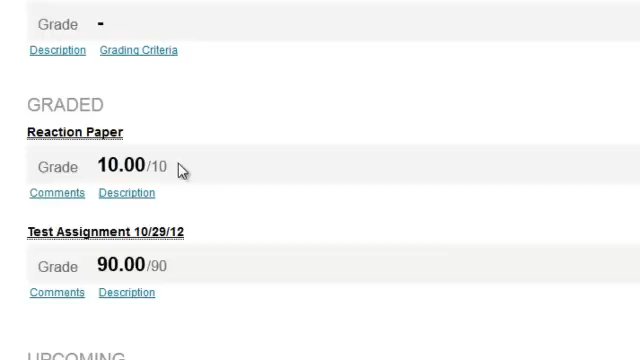 Grade -
Description Grading Criteria
GRADED
Reaction Paper
Grade 10.00/10
Comments Description
Test Assignment 10/29/12
Grade 90.00/90
Comments Description
UPCOMING